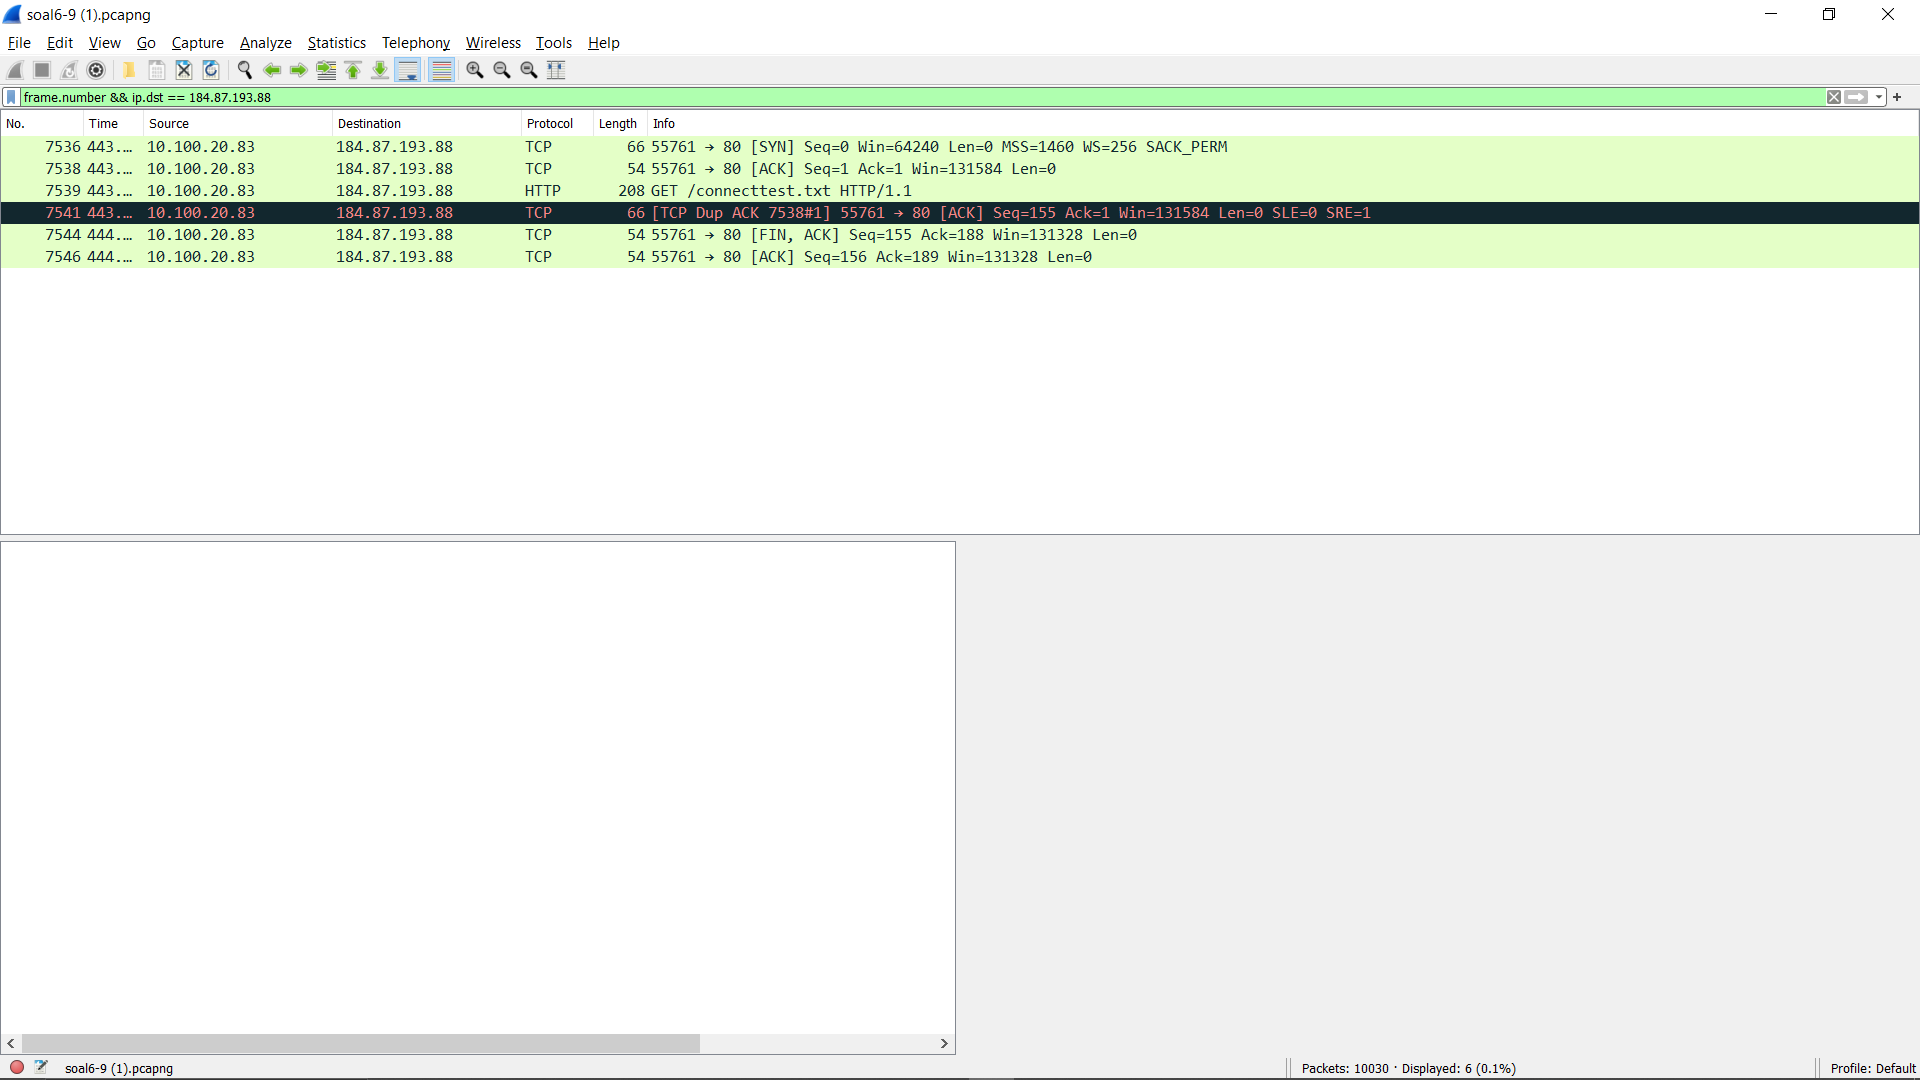 soal6-9 (1).pcapng
File Edit View Go Capture Analyze Statistics Telephony Wireless Tools Help
frame.number && ip.dst == 184.87.193.88
No. Time Source Destination Protocol Length Info
7536 443.… 10.100.20.83 184.87.193.88 TCP 66 55761 → 80 [SYN] Seq=0 Win=64240 Len=0 MSS=1460 WS=256 SACK_PERM
7538 443.… 10.100.20.83 184.87.193.88 TCP 54 55761 → 80 [ACK] Seq=1 Ack=1 Win=131584 Len=0
7539 443.… 10.100.20.83 184.87.193.88 HTTP 208 GET /connecttest.txt HTTP/1.1
7541 443.… 10.100.20.83 184.87.193.88 TCP 66 [TCP Dup ACK 7538#1] 55761 → 80 [ACK] Seq=155 Ack=1 Win=131584 Len=0 SLE=0 SRE=1
7544 444.… 10.100.20.83 184.87.193.88 TCP 54 55761 → 80 [FIN, ACK] Seq=155 Ack=188 Win=131328 Len=0
7546 444.… 10.100.20.83 184.87.193.88 TCP 54 55761 → 80 [ACK] Seq=156 Ack=189 Win=131328 Len=0
soal6-9 (1).pcapng Packets: 10030 · Displayed: 6 (0.1%) Profile: Default